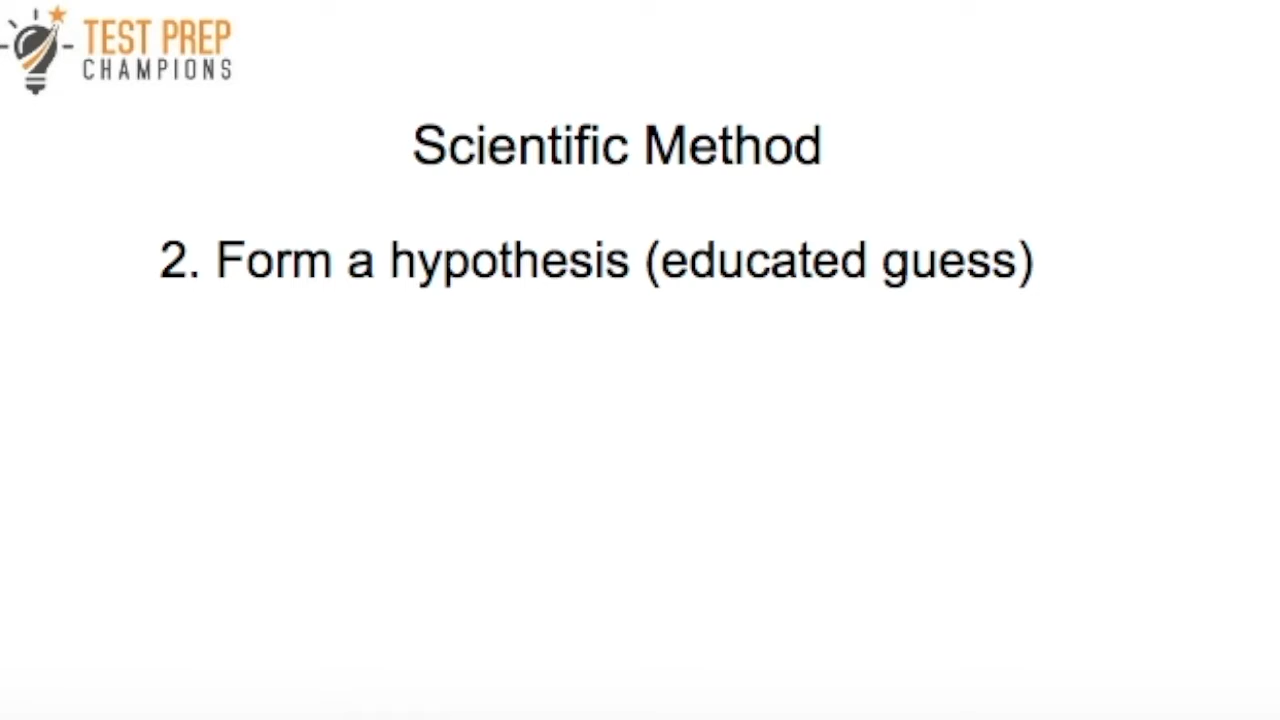 TEST PREP
CHAMPIONS
Scientific Method
2. Form a hypothesis (educated guess)